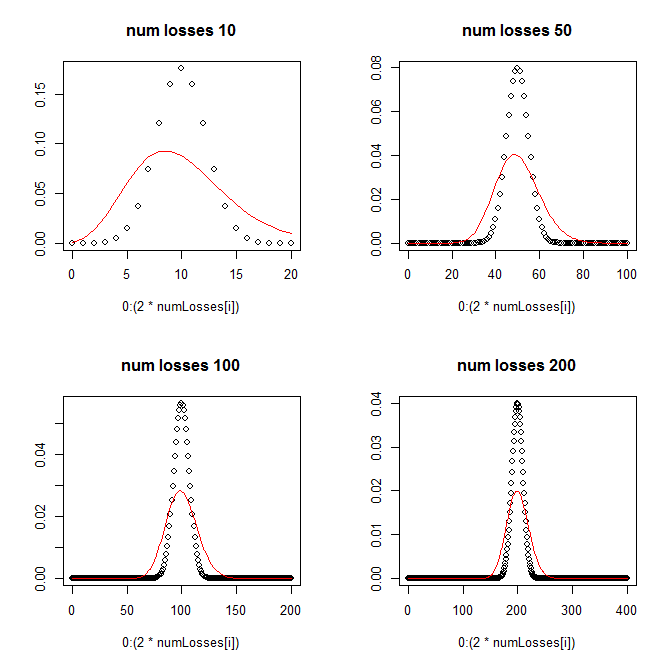 num losses 10
0.00 0.05 0.10 0.15
0 5 10 15 20
0:(2 * numLosses[i])
num losses 50
0.00 0.02 0.04 0.06 0.08
0 20 40 60 80 100
0:(2 * numLosses[i])
num losses 100
0.00 0.02 0.04
0 50 100 150 200
0:(2 * numLosses[i])
num losses 200
0.00 0.01 0.02 0.03 0.04
0 100 200 300 400
0:(2 * numLosses[i])